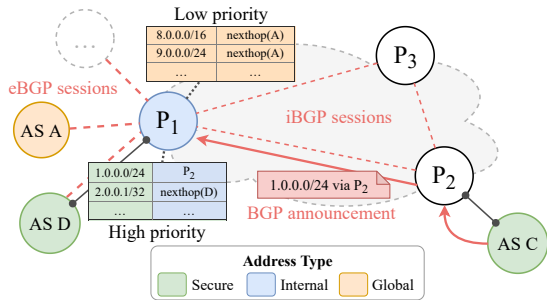 Low priority
...
8.0.0.0/16 nexthop(A)
9.0.0.0/24 nexthop(A)
... ...
P3
eBGP sessions
P1
iBGP sessions
AS A
1.0.0.0/24 P2
2.0.0.1/32 nexthop(D)
... ...
1.0.0.0/24 via P2
P2
BGP announcement
AS D
High priority
AS C
Address Type
Secure Internal Global